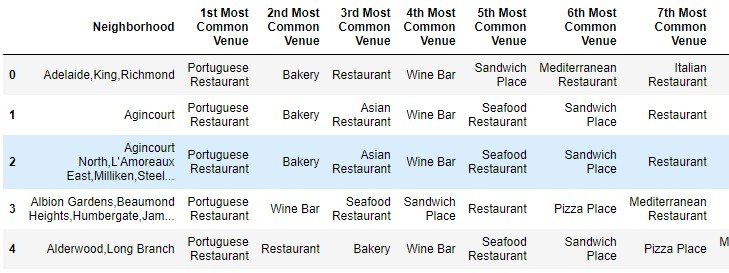 Neighborhood 1st Most Common Venue 2nd Most Common Venue 3rd Most Common Venue 4th Most Common Venue 5th Most Common Venue 6th Most Common Venue 7th Most Common Venue
0 Adelaide,King,Richmond Portuguese Restaurant Bakery Restaurant Wine Bar Sandwich Place Mediterranean Restaurant Italian Restaurant
1 Agincourt Portuguese Restaurant Bakery Asian Restaurant Wine Bar Seafood Restaurant Sandwich Place Restaurant
2 Agincourt North,L'Amoreaux East,Milliken,Steel... Portuguese Restaurant Bakery Asian Restaurant Wine Bar Seafood Restaurant Sandwich Place Restaurant
3 Albion Gardens,Beaumond Heights,Humbergate,Jam... Portuguese Restaurant Wine Bar Seafood Restaurant Sandwich Place Restaurant Pizza Place Mediterranean Restaurant
4 Alderwood,Long Branch Portuguese Restaurant Restaurant Bakery Wine Bar Seafood Restaurant Sandwich Place Pizza Place M